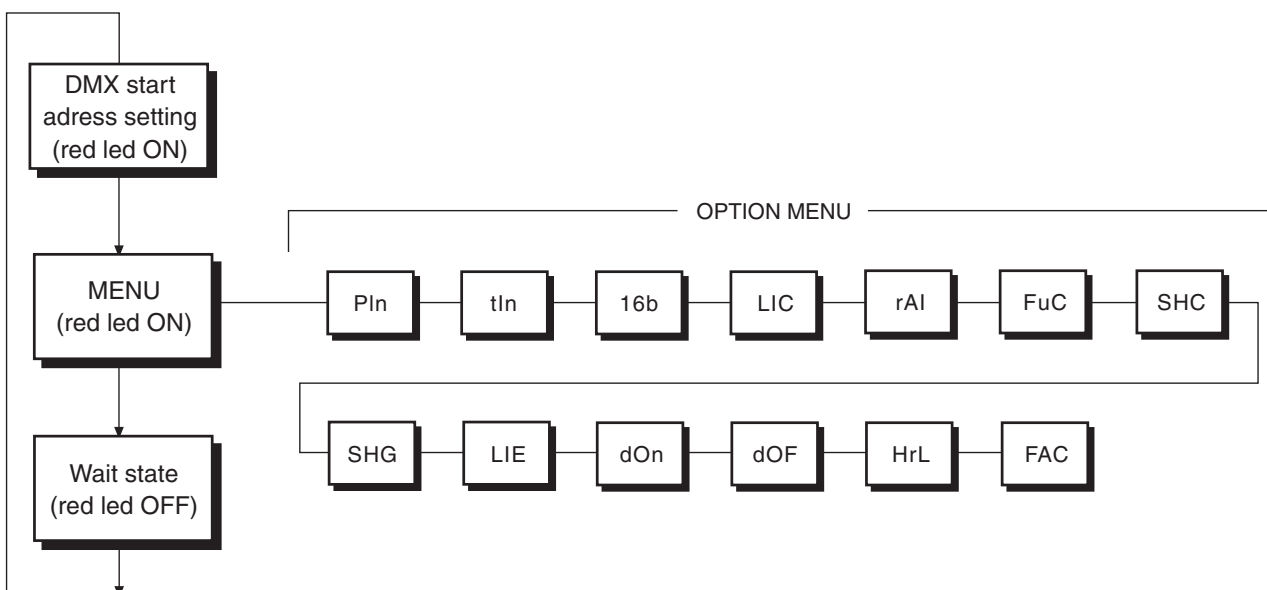 DMX start
adress setting
(red led ON)
OPTION MENU
MENU
(red led ON)
PIn
tIn
16b
LIC
rAI
FuC
SHC
SHG
LIE
dOn
dOF
HrL
FAC
Wait state
(red led OFF)